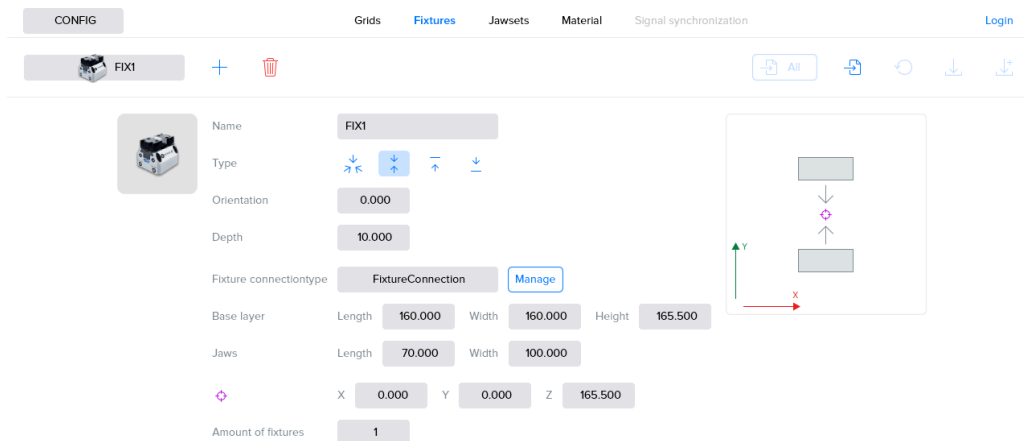 CONFIG Grids Fixtures Jawsets Material Signal synchronization Login
FIX1 All
Name FIX1
Type
Orientation 0.000
Depth 10.000
Fixture connectiontype FixtureConnection Manage
Base layer Length 160.000 Width 160.000 Height 165.500
Jaws Length 70.000 Width 100.000
X 0.000 Y 0.000 Z 165.500
Amount of fixtures 1
Y
X